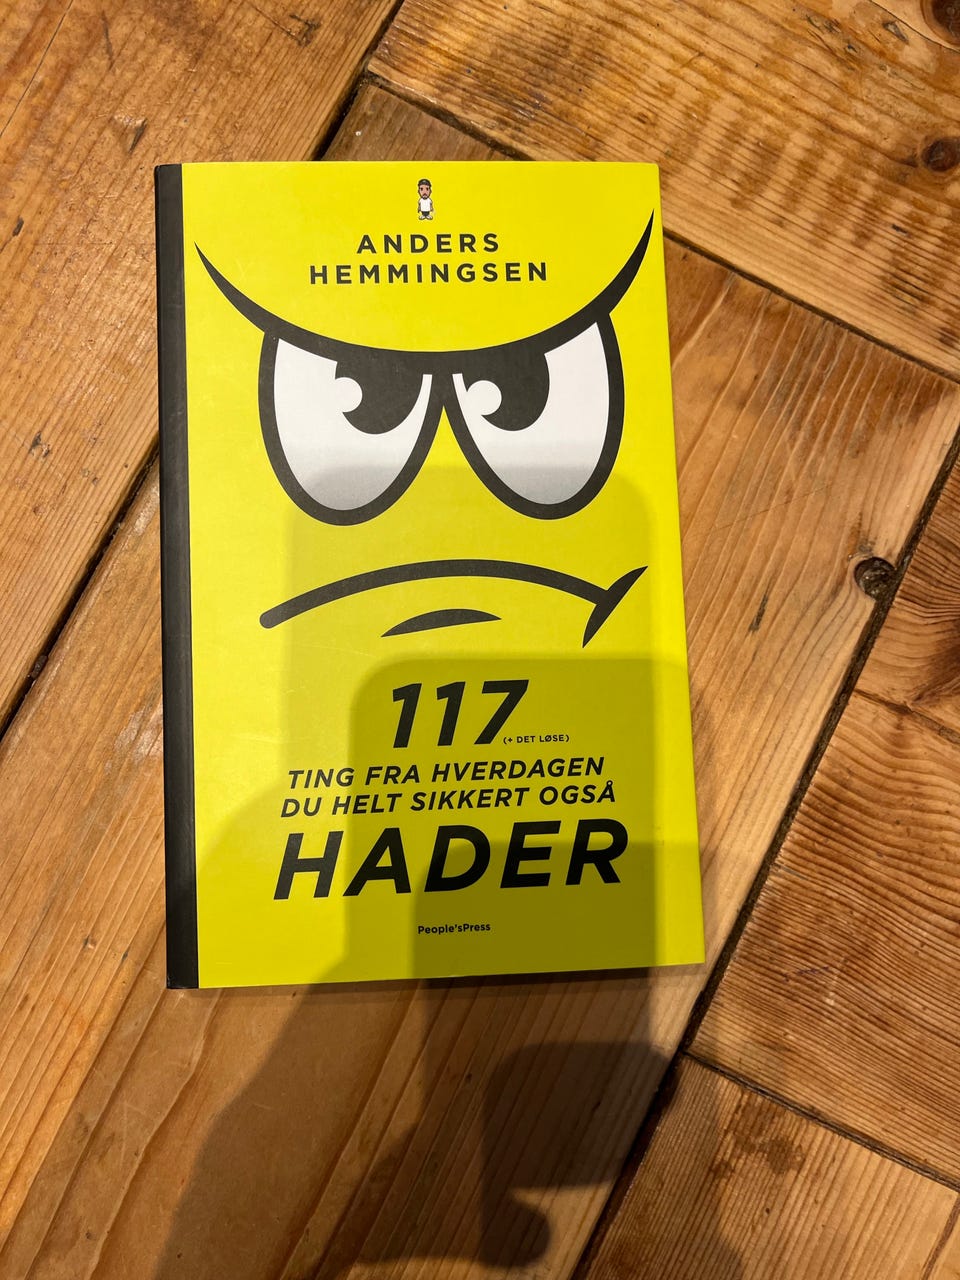 ANDERS
HEMMINGSEN
117
(+ DET LØSE)
TING FRA HVERDAGEN
DU HELT SIKKERT OGSÅ
HADER
People'sPress